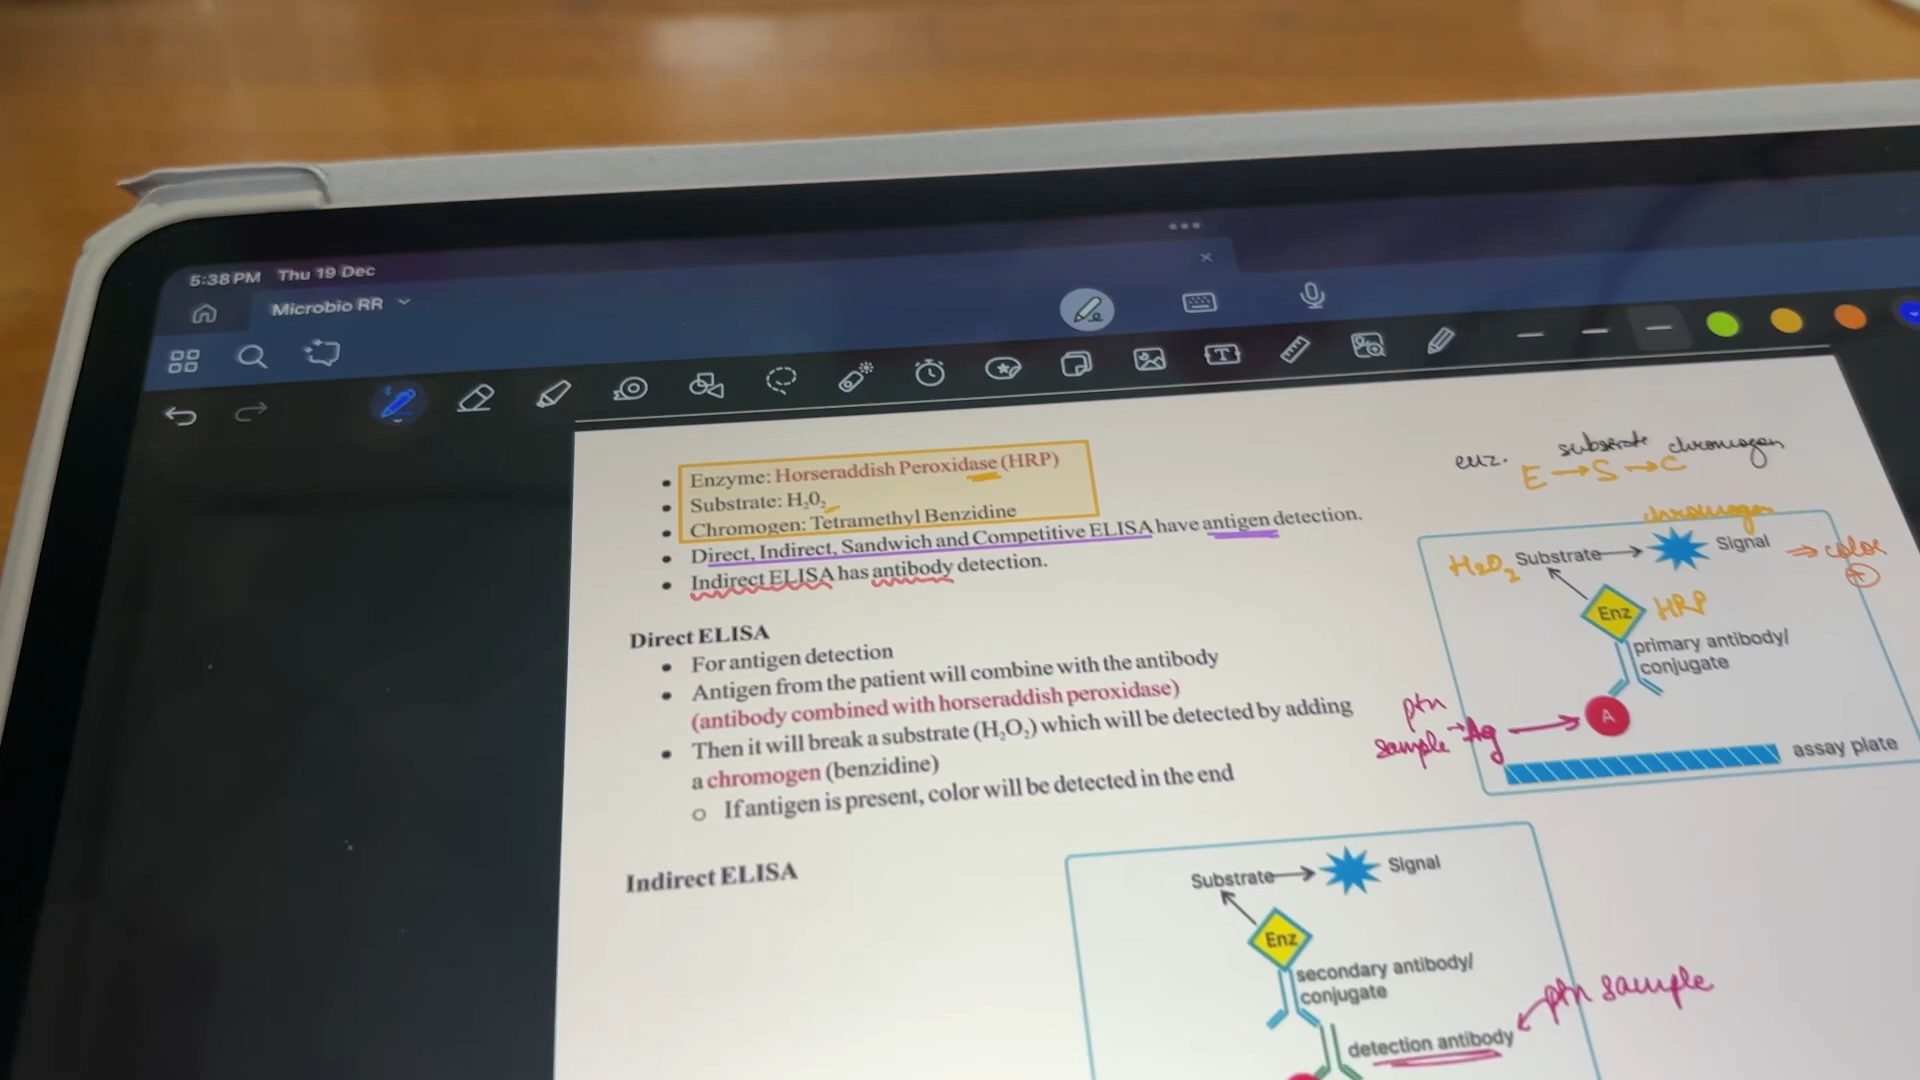 5:38 PM Thu 19 Dec
Microbio RR
Enzyme: Horseraddish Peroxidase (HRP)
Substrate: H₂0₂
Chromogen: Tetramethyl Benzidine
Direct, Indirect, Sandwich and Competitive ELISA have antigen detection.
Indirect ELISA has antibody detection.
enz. substrate chromogen
E → S → C
chromogen
H₂O₂ Substrate → Signal ⇒ color
+
Enz HRP
primary antibody/
conjugate
ptn
sample → Ag → A
assay plate
Direct ELISA
For antigen detection
Antigen from the patient will combine with the antibody
(antibody combined with horseraddish peroxidase)
Then it will break a substrate (H₂O₂) which will be detected by adding
a chromogen (benzidine)
If antigen is present, color will be detected in the end
Indirect ELISA
Substrate → Signal
Enz
secondary antibody/
conjugate
ptn sample
detection antibody